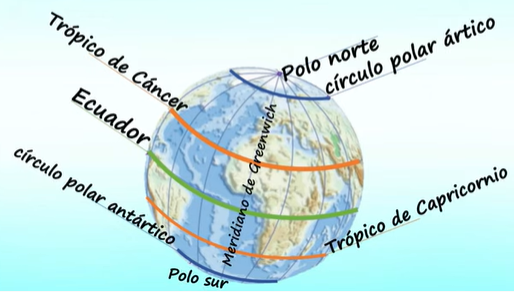 Trópico de Cáncer
Polo norte
círculo polar ártico
Ecuador
Meridiano de Greenwich
círculo polar antártico
Trópico de Capricornio
Polo sur